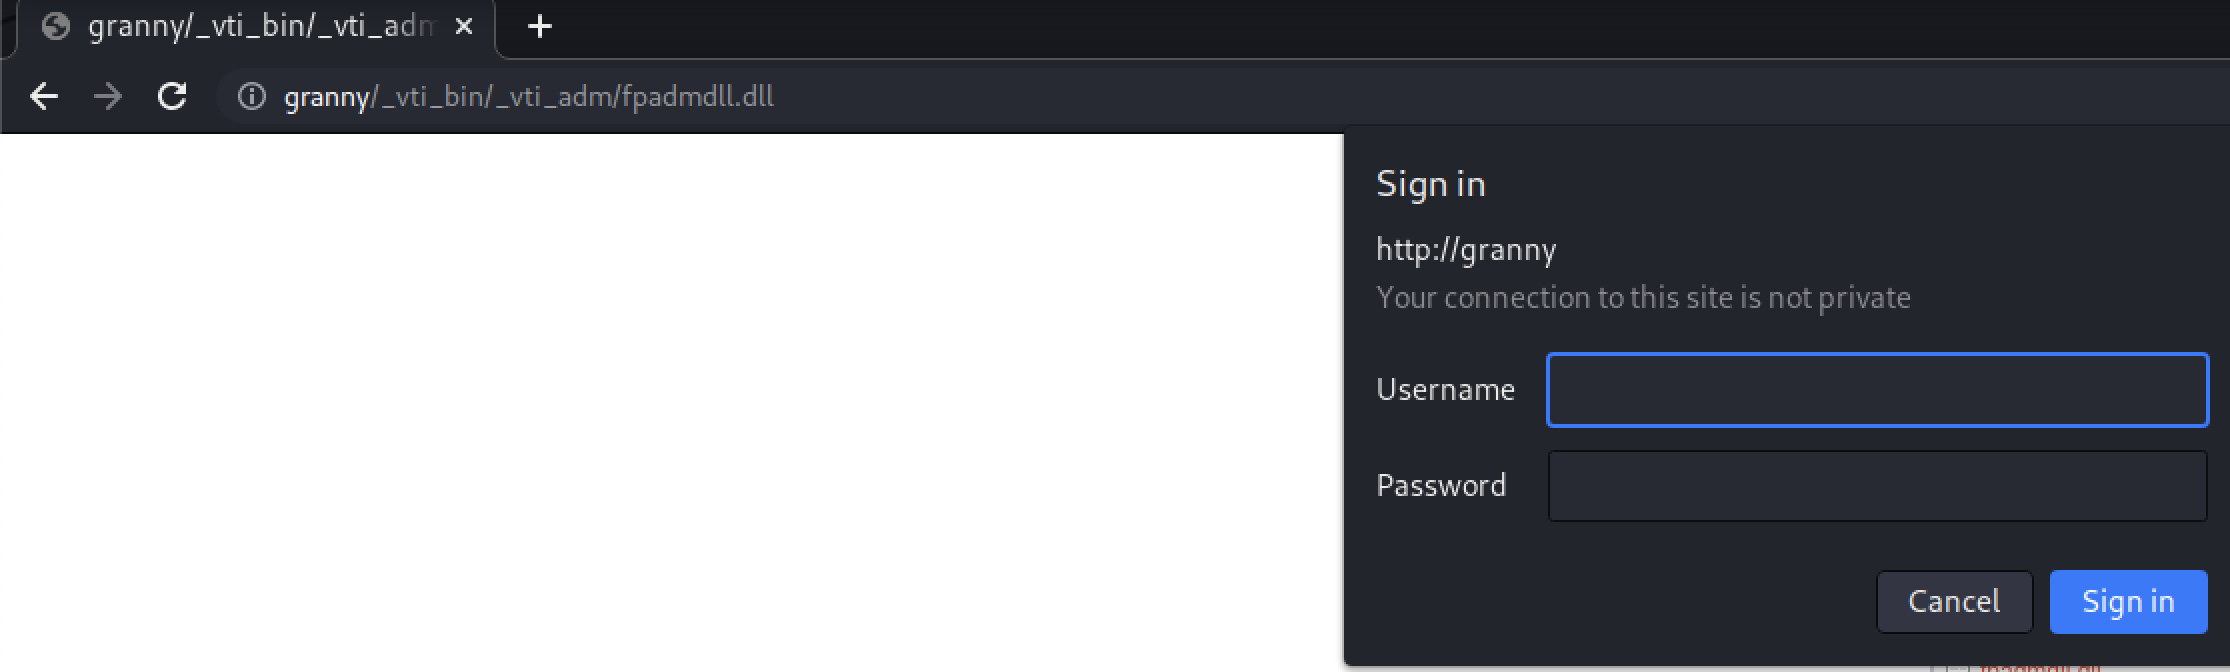 granny/_vti_bin/_vti_adm
granny/_vti_bin/_vti_adm/fpadmdll.dll
Sign in
http://granny
Your connection to this site is not private
Username
Password
Cancel
Sign in